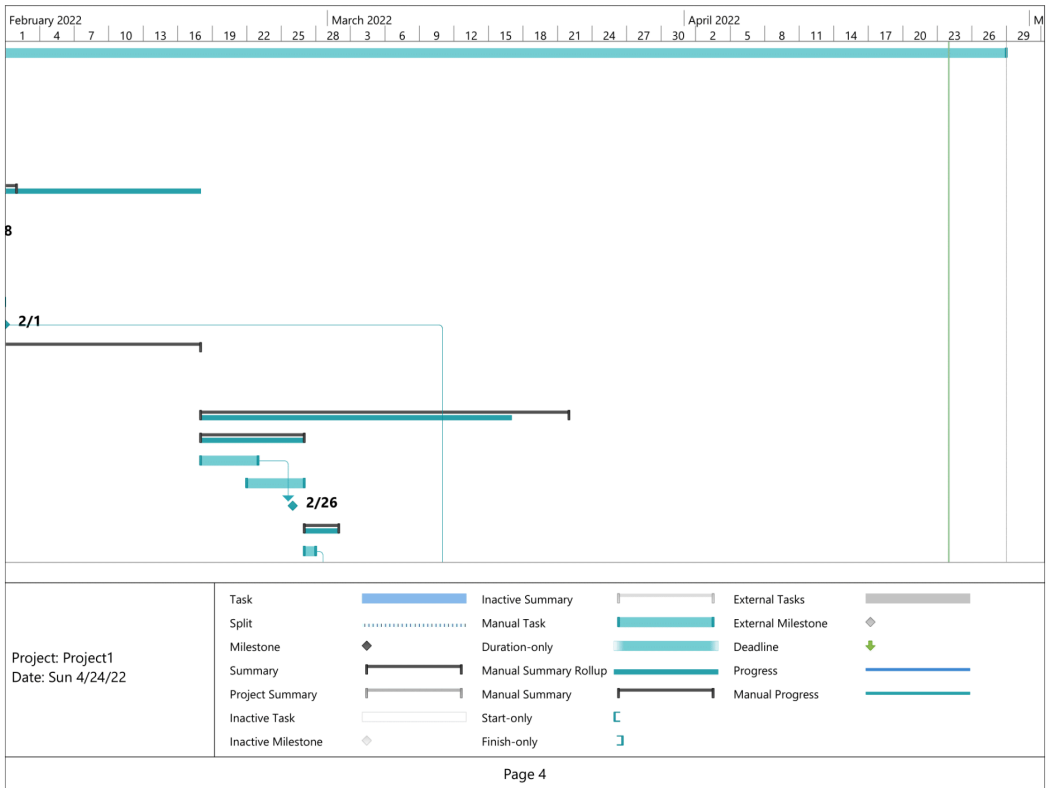 February 2022 March 2022 April 2022 M
1 4 7 10 13 16 19 22 25 28 3 6 9 12 15 18 21 24 27 30 2 5 8 11 14 17 20 23 26 29
8
2/1
2/26
Project: Project1
Date: Sun 4/24/22
Task
Split
Milestone
Summary
Project Summary
Inactive Task
Inactive Milestone
Inactive Summary
Manual Task
Duration-only
Manual Summary Rollup
Manual Summary
Start-only
Finish-only
External Tasks
External Milestone
Deadline
Progress
Manual Progress
Page 4